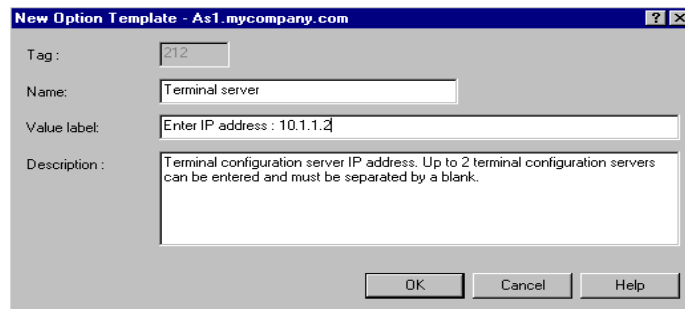 New Option Template - As1.mycompany.com
Tag :
212
Name:
Terminal server
Value label:
Enter IP address : 10.1.1.2
Description :
Terminal configuration server IP address. Up to 2 terminal configuration servers
can be entered and must be separated by a blank.
OK
Cancel
Help